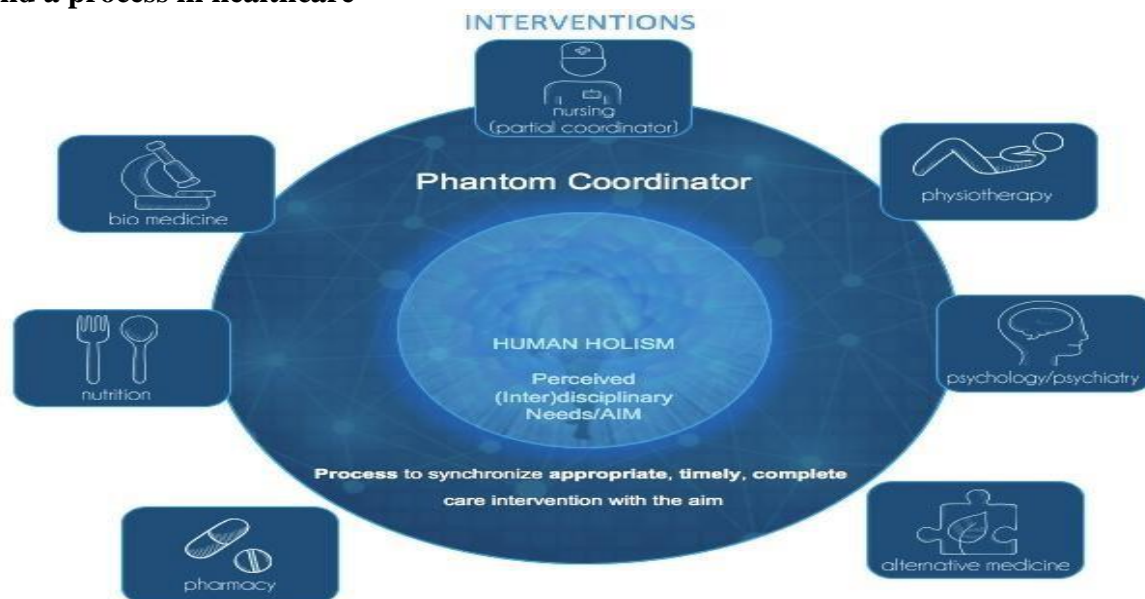 nd a process in healthcare
INTERVENTIONS
nursing
(partial coordinator)
bio medicine
physiotherapy
Phantom Coordinator
nutrition
psychology/psychiatry
HUMAN HOLISM
Perceived
(Inter)disciplinary
Needs/AIM
Process to synchronize appropriate, timely, complete
care intervention with the aim
pharmacy
alternative medicine